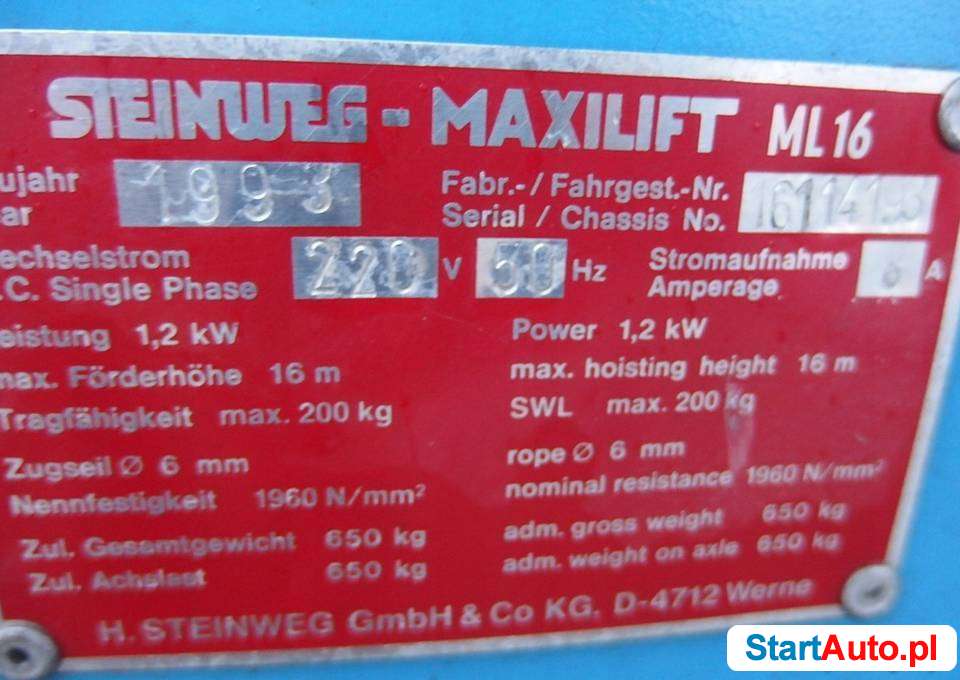 STEINWEG - MAXILIFT ML 16
ujahr 1993 Fabr.- / Fahrgest.-Nr.
ar Serial / Chassis No.
echselstrom 220 V 50 Hz Stromaufnahme A
.C. Single Phase Amperage
eistung 1,2 kW Power 1,2 kW
max. Förderhöhe 16 m max. hoisting height 16 m
Tragfähigkeit max. 200 kg SWL max. 200 kg
Zugseil Ø 6 mm rope Ø 6 mm
Nennfestigkeit 1960 N/mm² nominal resistance 1960 N/mm²
Zul. Gesamtgewicht 650 kg adm. gross weight 650 kg
Zul. Achslast 650 kg adm. weight on axle 650 kg
H. STEINWEG GmbH & Co KG. D-4712 Werne
StartAuto.pl